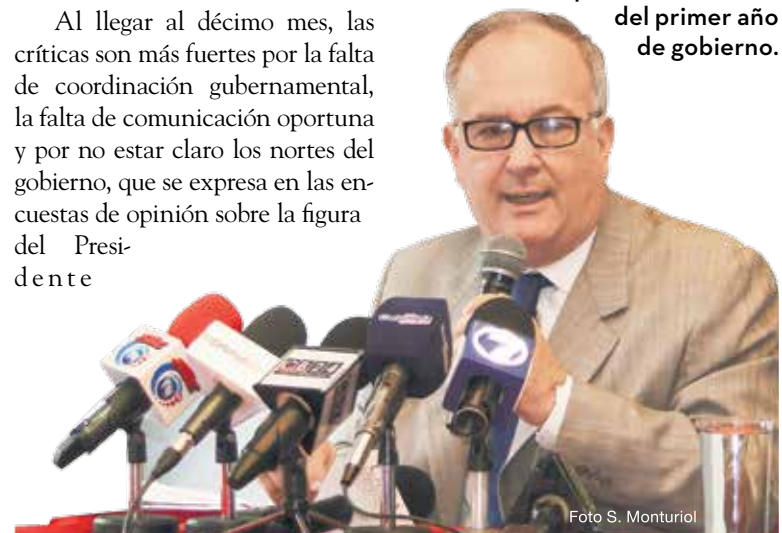 Al llegar al décimo mes, las
críticas son más fuertes por la falta
de coordinación gubernamental,
la falta de comunicación oportuna
y por no estar claro los nortes del
gobierno, que se expresa en las en-
cuestas de opinión sobre la figura
del Presi-
dente
del primer año
de gobierno.
Foto S. Monturiol